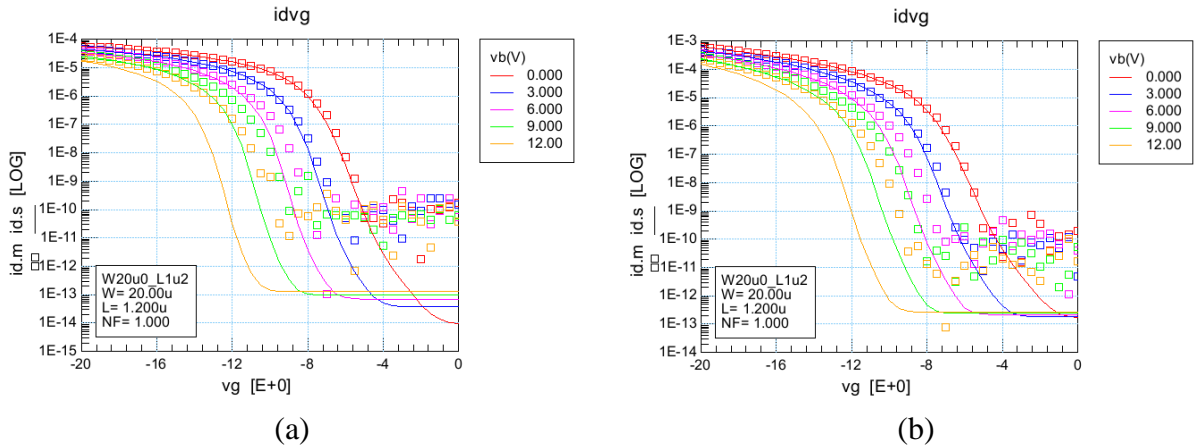 idvg
1E-4
1E-5
1E-6
1E-7
1E-8
1E-9
1E-10
1E-11
1E-12
1E-13
1E-14
1E-15
id.m id.s [LOG]
W20u0_L1u2
W= 20.00u
L= 1.200u
NF= 1.000
-20 -16 -12 -8 -4 0
vg [E+0]
vb(V)
0.000
3.000
6.000
9.000
12.00
(a)
idvg
1E-3
1E-4
1E-5
1E-6
1E-7
1E-8
1E-9
1E-10
1E-11
1E-12
1E-13
1E-14
id.m id.s [LOG]
W20u0_L1u2
W= 20.00u
L= 1.200u
NF= 1.000
-20 -16 -12 -8 -4 0
vg [E+0]
vb(V)
0.000
3.000
6.000
9.000
12.00
(b)